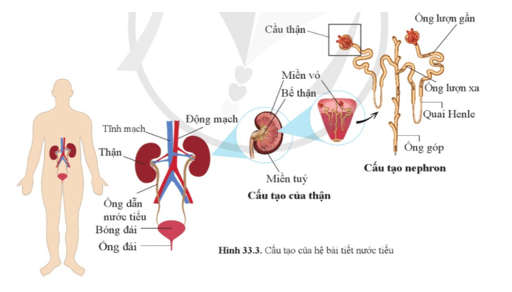 Cầu thận
Ống lượn gần
Miền vỏ
Bể thận
Ống lượn xa
Quai Henle
Ống góp
Cấu tạo nephron
Động mạch
Tĩnh mạch
Thận
Miền tuỷ
Cấu tạo của thận
Ống dẫn
nước tiểu
Bóng đái
Ống đái
Hình 33.3. Cấu tạo của hệ bài tiết nước tiểu